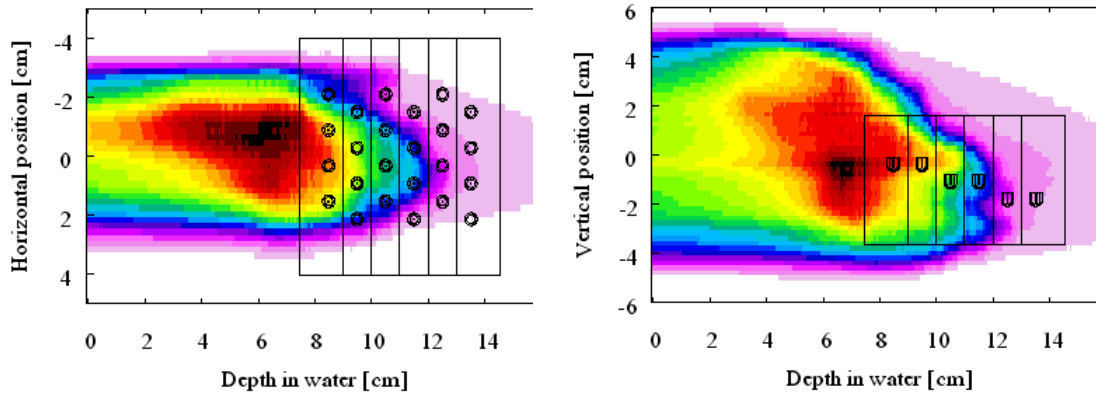 -4
-2
0
2
4
Horizontal position [cm]
0 2 4 6 8 10 12 14
Depth in water [cm]
6
4
2
0
-2
-4
-6
Vertical position [cm]
0 2 4 6 8 10 12 14
Depth in water [cm]